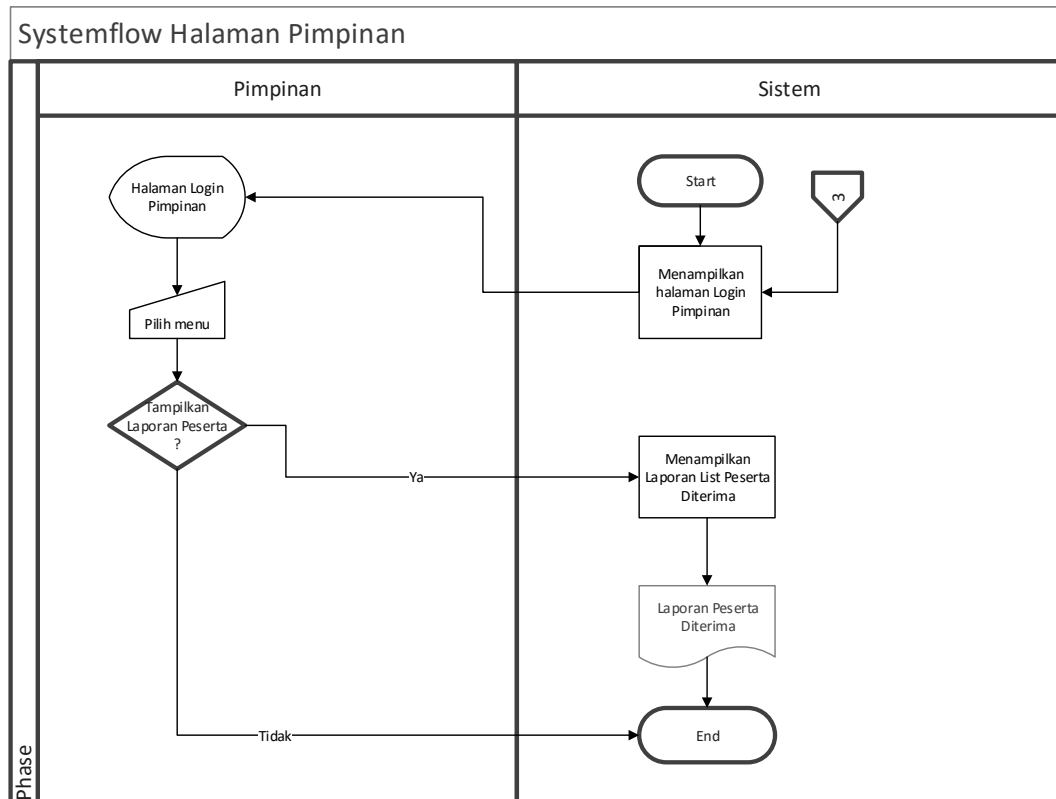 Systemflow Halaman Pimpinan
Pimpinan
Sistem
Halaman Login
Pimpinan
Start
3
Menampilkan
halaman Login
Pimpinan
Pilih menu
Tampilkan
Laporan Peserta
?
Ya
Menampilkan
Laporan List Peserta
Diterima
Laporan Peserta
Diterima
Tidak
End
Phase